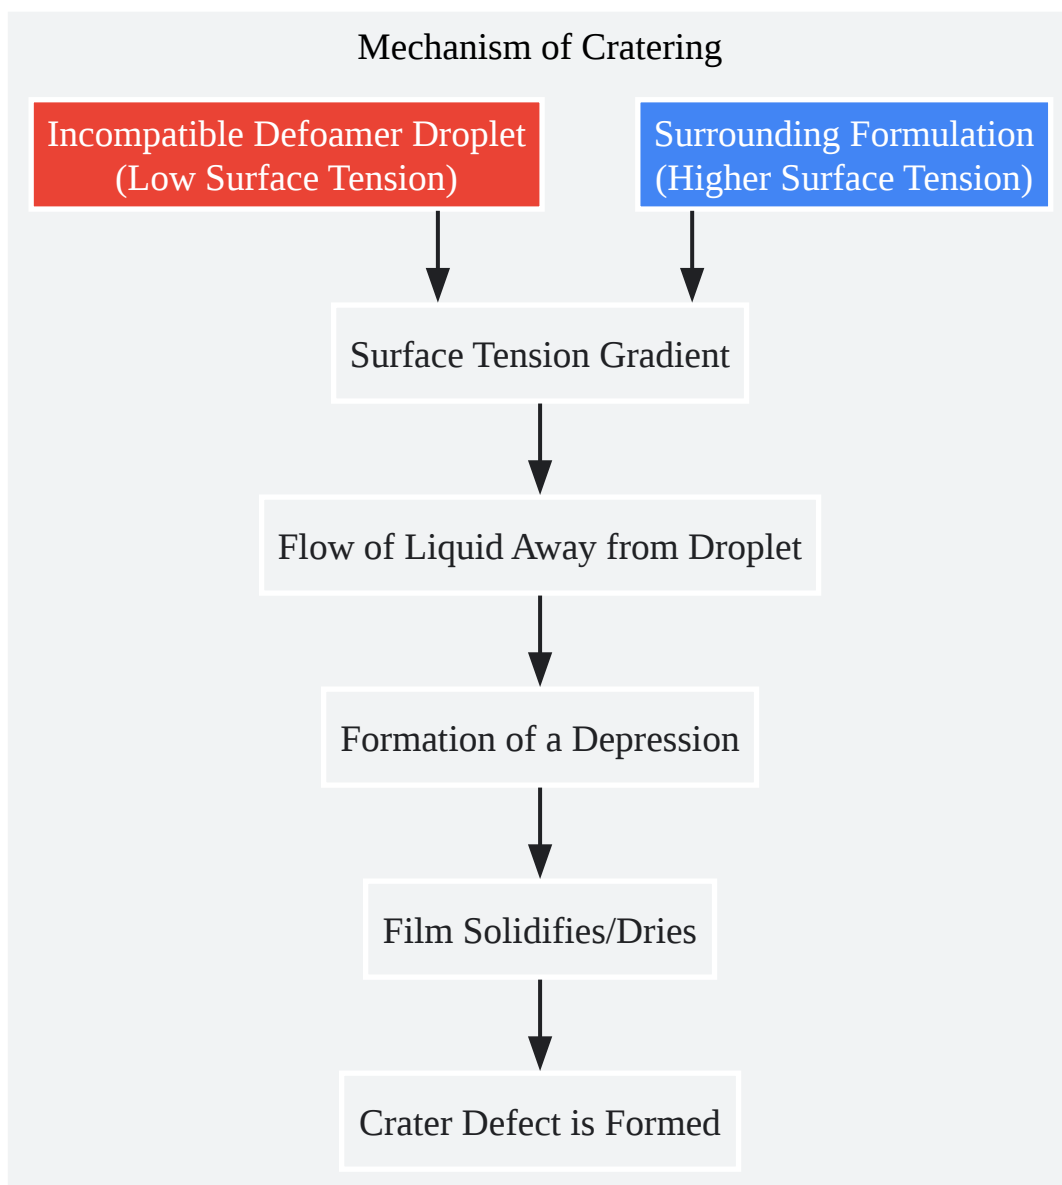 Mechanism of Cratering
Incompatible Defoamer Droplet
(Low Surface Tension)
Surrounding Formulation
(Higher Surface Tension)
Surface Tension Gradient
Flow of Liquid Away from Droplet
Formation of a Depression
Film Solidifies/Dries
Crater Defect is Formed